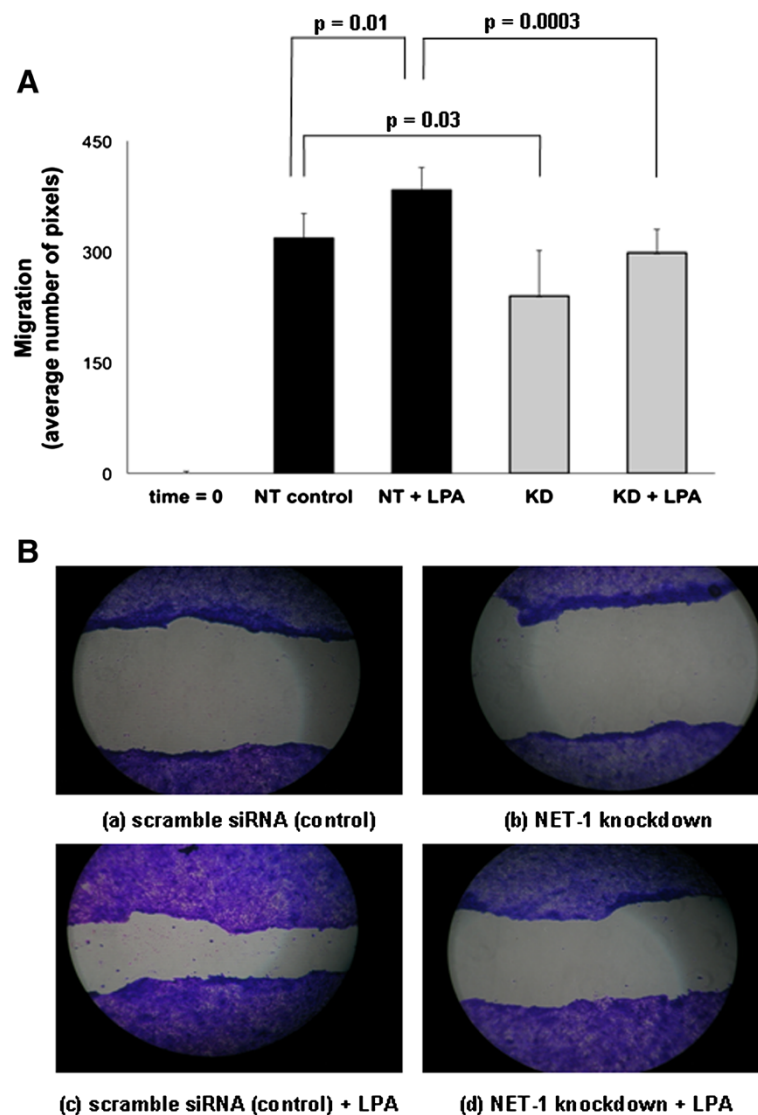 p = 0.01
p = 0.0003
A
p = 0.03
450
300
150
0
Migration
(average number of pixels)
time = 0 NT control NT + LPA KD KD + LPA
B
(a) scramble siRNA (control)
(b) NET-1 knockdown
(c) scramble siRNA (control) + LPA
(d) NET-1 knockdown + LPA